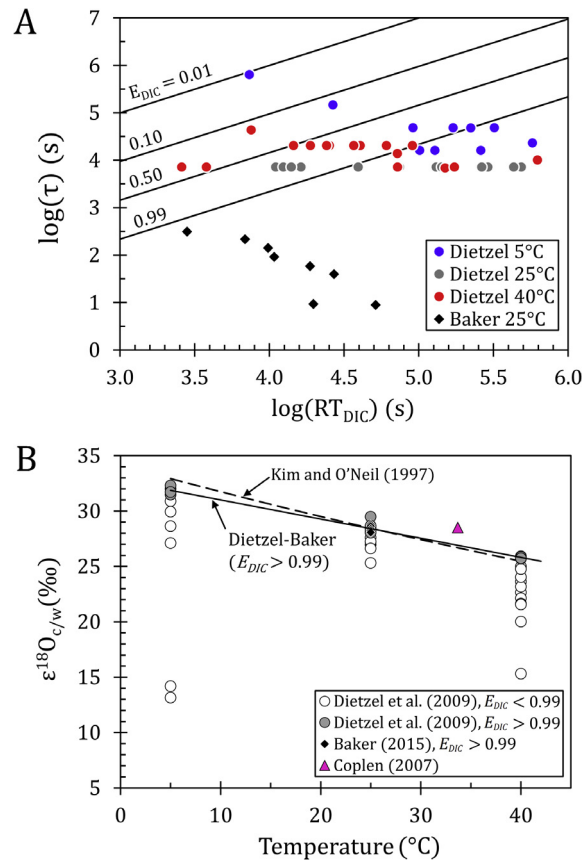 A
7
6
5
4
3
2
1
0
log(τ) (s)
E_DIC = 0.01
0.10
0.50
0.99
Dietzel 5°C
Dietzel 25°C
Dietzel 40°C
Baker 25°C
3.0 3.5 4.0 4.5 5.0 5.5 6.0
log(RT_DIC) (s)
B
35
30
25
20
15
10
5
ε¹⁸O_c/w(‰)
Kim and O'Neil (1997)
Dietzel-Baker
(E_DIC > 0.99)
Dietzel et al. (2009), E_DIC < 0.99
Dietzel et al. (2009), E_DIC > 0.99
Baker (2015), E_DIC > 0.99
Coplen (2007)
0 10 20 30 40
Temperature (°C)